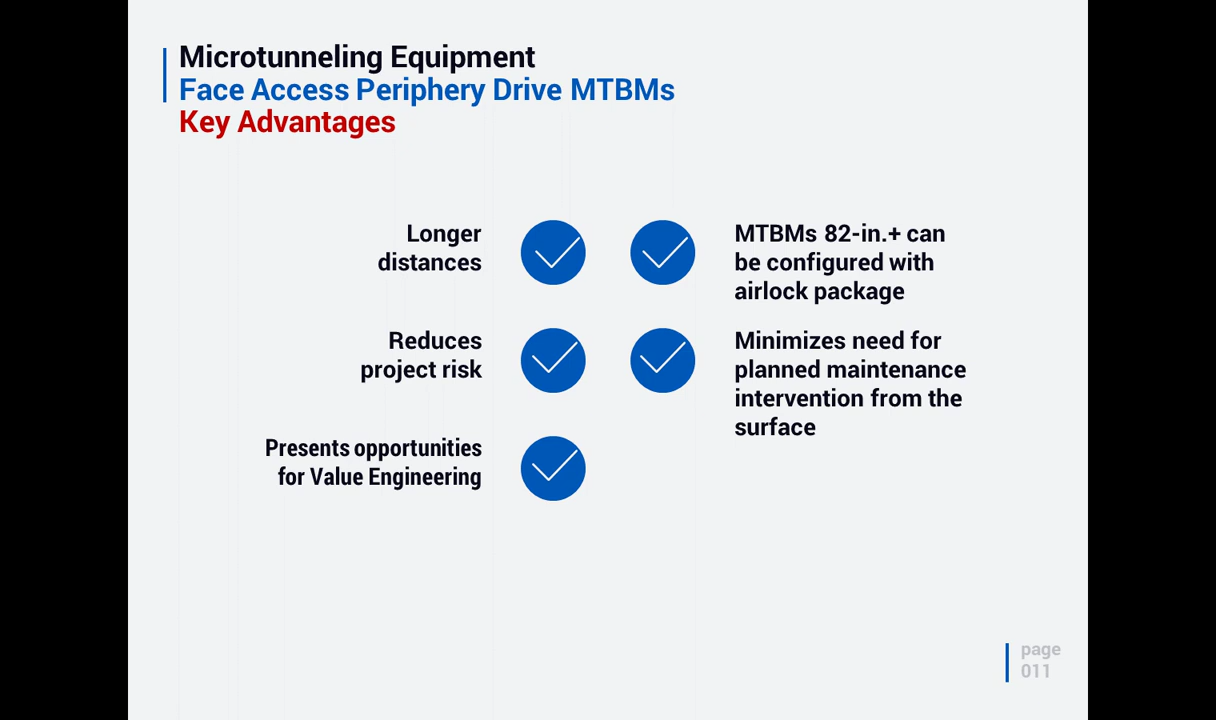 Microtunneling Equipment
Face Access Periphery Drive MTBMs
Key Advantages
Longer
distances
MTBMs 82-in.+ can
be configured with
airlock package
Reduces
project risk
Minimizes need for
planned maintenance
intervention from the
surface
Presents opportunities
for Value Engineering
page
011